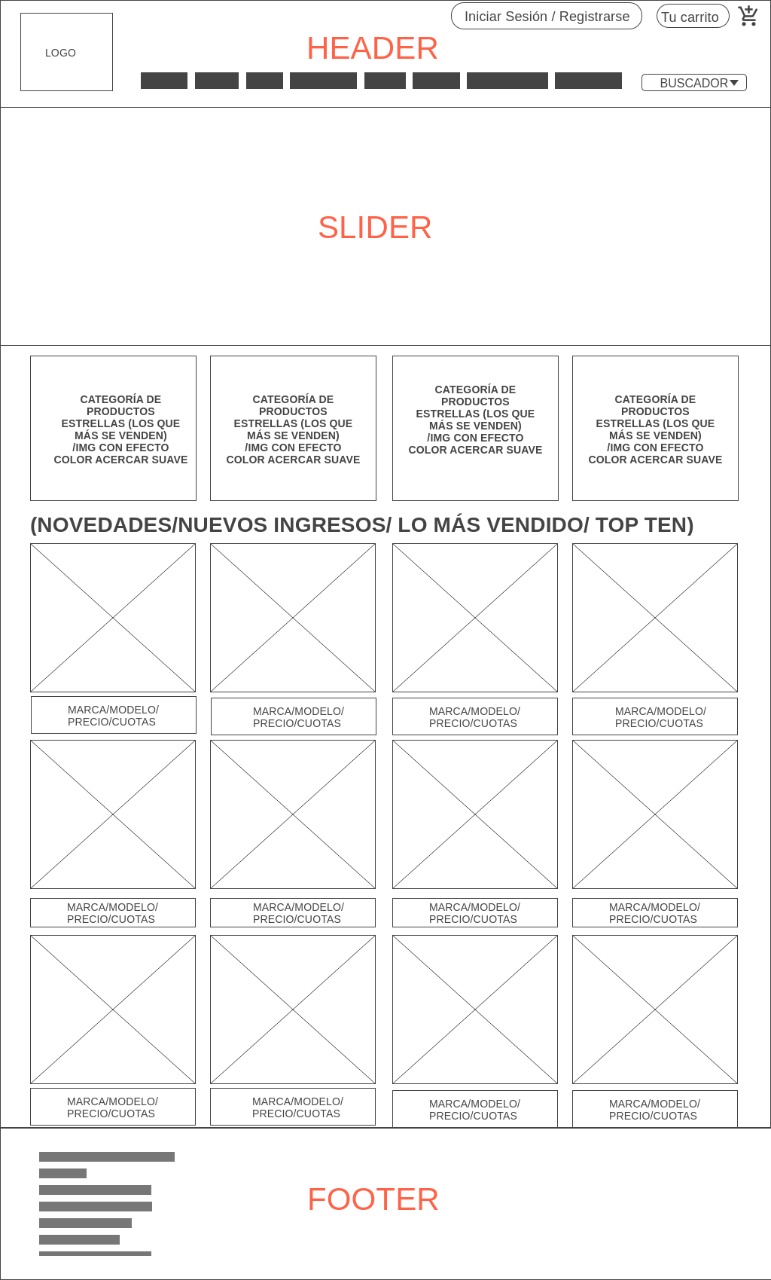 Iniciar Sesión / Registrarse
Tu carrito
LOGO
HEADER
BUSCADOR
SLIDER
CATEGORÍA DE
PRODUCTOS
ESTRELLAS (LOS QUE
MÁS SE VENDEN)
/IMG CON EFECTO
COLOR ACERCAR SUAVE
CATEGORÍA DE
PRODUCTOS
ESTRELLAS (LOS QUE
MÁS SE VENDEN)
/IMG CON EFECTO
COLOR ACERCAR SUAVE
CATEGORÍA DE
PRODUCTOS
ESTRELLAS (LOS QUE
MÁS SE VENDEN)
/IMG CON EFECTO
COLOR ACERCAR SUAVE
CATEGORÍA DE
PRODUCTOS
ESTRELLAS (LOS QUE
MÁS SE VENDEN)
/IMG CON EFECTO
COLOR ACERCAR SUAVE
(NOVEDADES/NUEVOS INGRESOS/ LO MÁS VENDIDO/ TOP TEN)
MARCA/MODELO/
PRECIO/CUOTAS
MARCA/MODELO/
PRECIO/CUOTAS
MARCA/MODELO/
PRECIO/CUOTAS
MARCA/MODELO/
PRECIO/CUOTAS
MARCA/MODELO/
PRECIO/CUOTAS
MARCA/MODELO/
PRECIO/CUOTAS
MARCA/MODELO/
PRECIO/CUOTAS
MARCA/MODELO/
PRECIO/CUOTAS
MARCA/MODELO/
PRECIO/CUOTAS
MARCA/MODELO/
PRECIO/CUOTAS
MARCA/MODELO/
PRECIO/CUOTAS
MARCA/MODELO/
PRECIO/CUOTAS
FOOTER